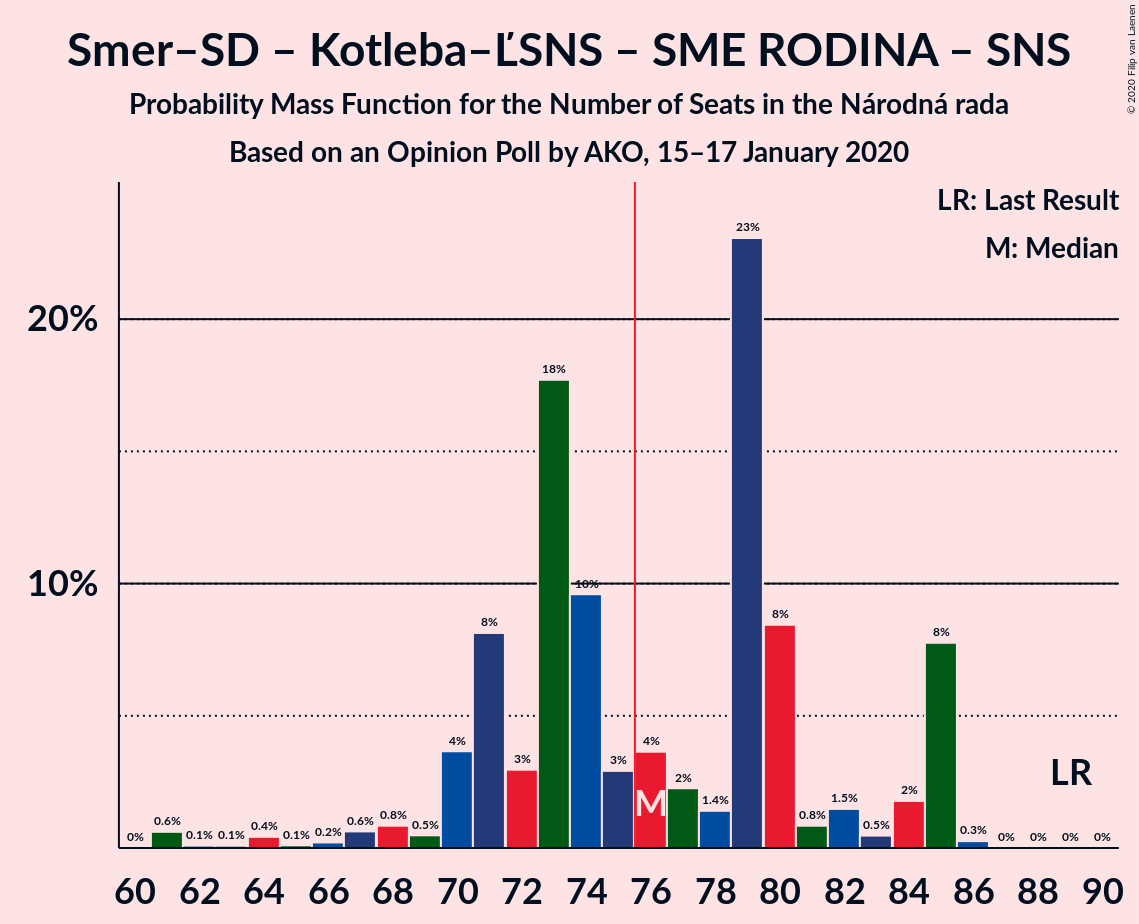 Smer–SD – Kotleba–ĽSNS – SME RODINA – SNS
Probability Mass Function for the Number of Seats in the Národná rada
Based on an Opinion Poll by AKO, 15–17 January 2020
© 2020 Filip van Laenen
LR: Last Result
M: Median
20%
10%
0% 0.6% 0.1% 0.1% 0.4% 0.1% 0.2% 0.6% 0.8% 0.5% 4% 8% 3% 18% 10% 3% 4% 2% 1.4% 23% 8% 0.8% 1.5% 0.5% 2% 8% 0.3% 0% 0% 0% 0%
M
LR
60 62 64 66 68 70 72 74 76 78 80 82 84 86 88 90